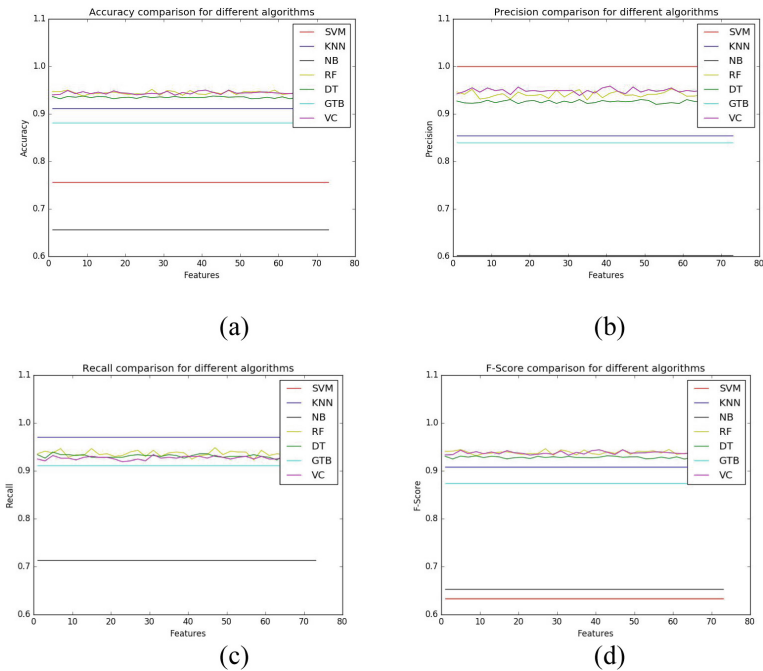 Accuracy comparison for different algorithms
1.1
1.0
0.9
0.8
0.7
0.6
Accuracy
0 10 20 30 40 50 60 70 80
Features
SVM
KNN
NB
RF
DT
GTB
VC
(a)
Precision comparison for different algorithms
1.1
1.0
0.9
0.8
0.7
0.6
Precision
0 10 20 30 40 50 60 70 80
Features
SVM
KNN
NB
RF
DT
GTB
VC
(b)
Recall comparison for different algorithms
1.1
1.0
0.9
0.8
0.7
0.6
Recall
0 10 20 30 40 50 60 70 80
Features
SVM
KNN
NB
RF
DT
GTB
VC
(c)
F-Score comparison for different algorithms
1.1
1.0
0.9
0.8
0.7
0.6
F-Score
0 10 20 30 40 50 60 70 80
Features
SVM
KNN
NB
RF
DT
GTB
VC
(d)